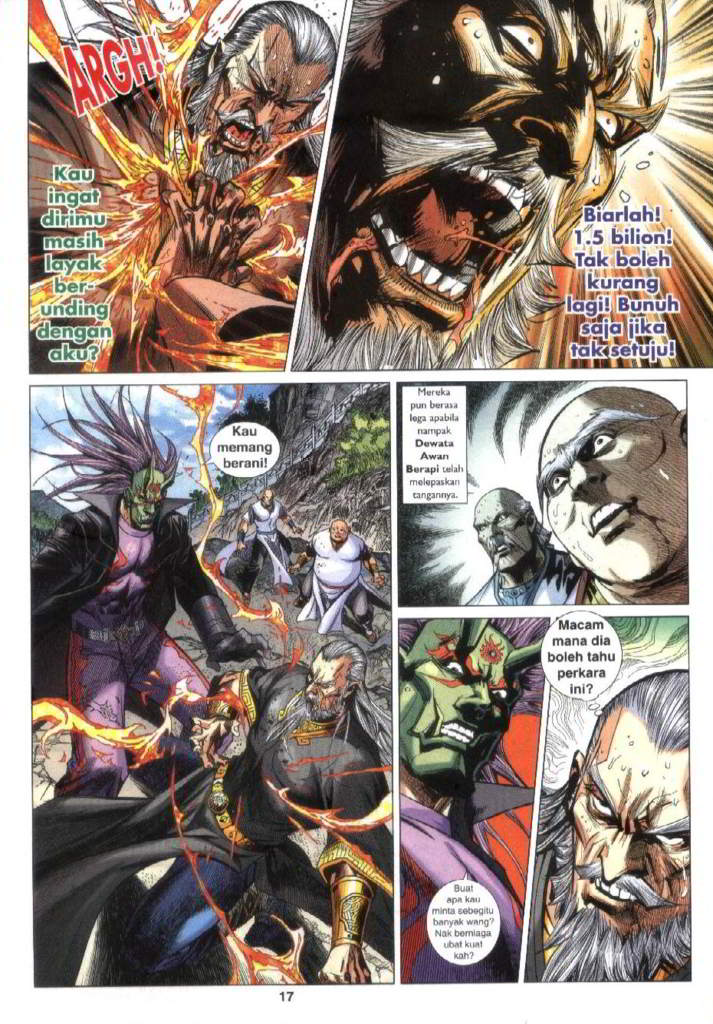 ARGH!
Kau
ingat
dirimu
masih
layak
ber-
unding
dengan
aku?
Biarlah!
1.5 bilion!
Tak boleh
kurang
lagi! Bunuh
saja jika
tak setuju!
Kau
memang
berani!
Mereka
pun berasa
lega apabila
nampak
Dewata
Awan
Berapi telah
melepaskan
tangannya.
Macam
mana dia
boleh tahu
perkara
ini?
Buat
apa kau
minta sebegitu
banyak wang?
Nak berniaga
ubat kuat
kah?
17